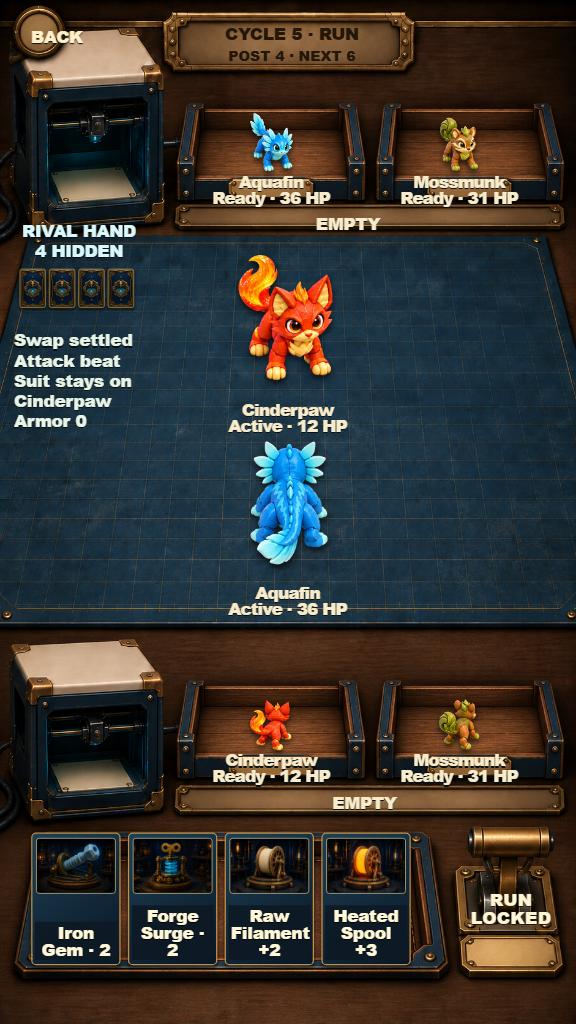 BACK
CYCLE 5 · RUN
POST 4 · NEXT 6
Aquafin
Ready · 36 HP
Mossmunk
Ready · 31 HP
EMPTY
RIVAL HAND
4 HIDDEN
Swap settled
Attack beat
Suit stays on
Cinderpaw
Armor 0
Cinderpaw
Active · 12 HP
Aquafin
Active · 36 HP
Cinderpaw
Ready · 12 HP
Mossmunk
Ready · 31 HP
EMPTY
Iron
Gem · 2
Forge
Surge ·
2
Raw
Filament
+2
Heated
Spool
+3
RUN
LOCKED